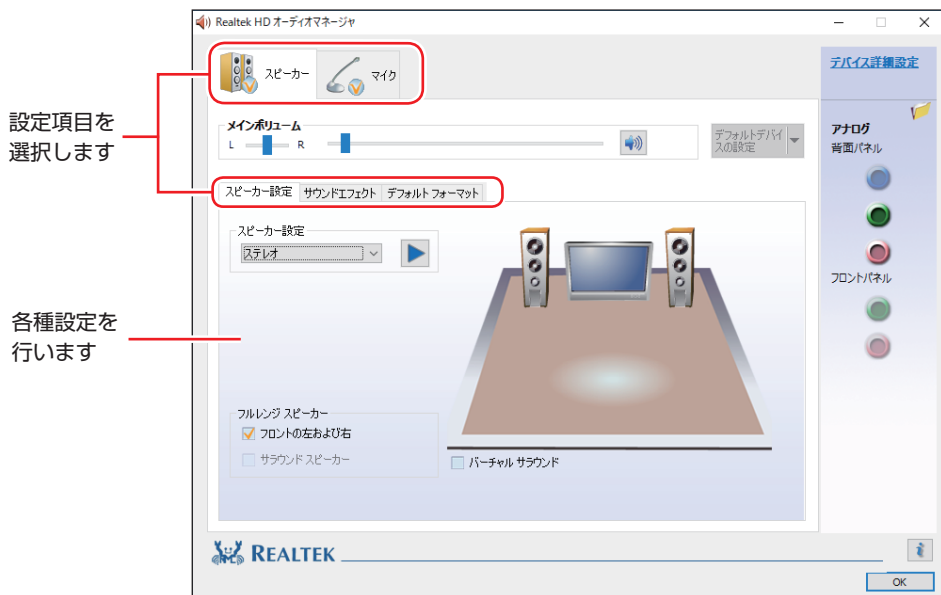 Realtek HD オーディオマネージャ
スピーカー
マイク
デバイス詳細設定
設定項目を
選択します
メインボリューム
L
R
デフォルトデバイ
スの設定
アナログ
背面パネル
スピーカー設定
サウンドエフェクト
デフォルト フォーマット
スピーカー設定
ステレオ
フロントパネル
各種設定を
行います
フルレンジ スピーカー
フロントの左および右
サラウンド スピーカー
バーチャル サラウンド
REALTEK
OK